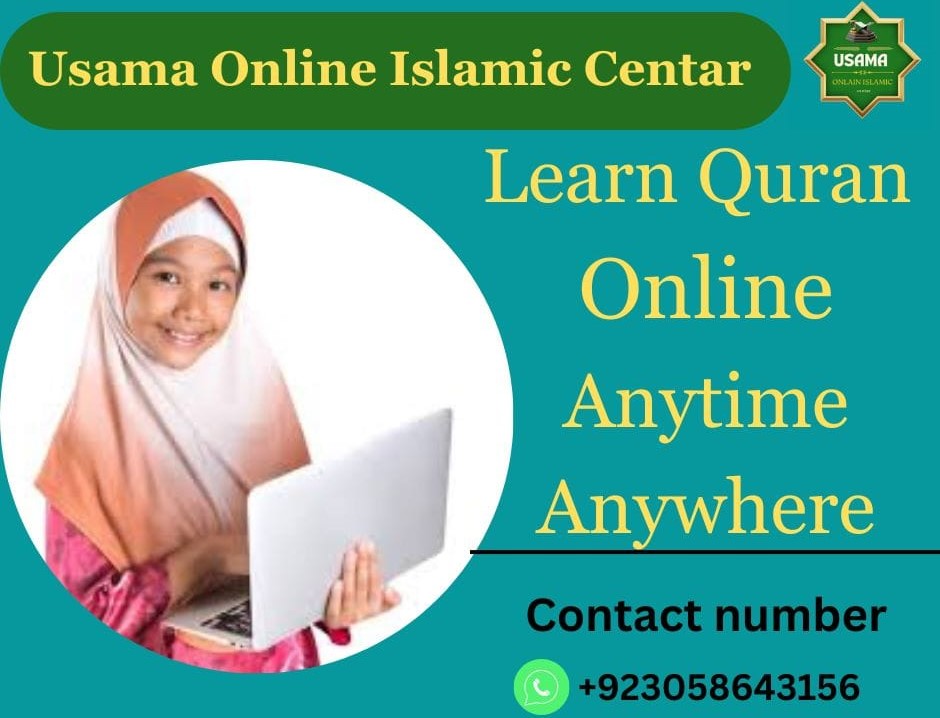 Usama Online Islamic Centar
USAMA
ONLAIN ISLAMIC
Learn Quran
Online
Anytime
Anywhere
Contact number
+923058643156